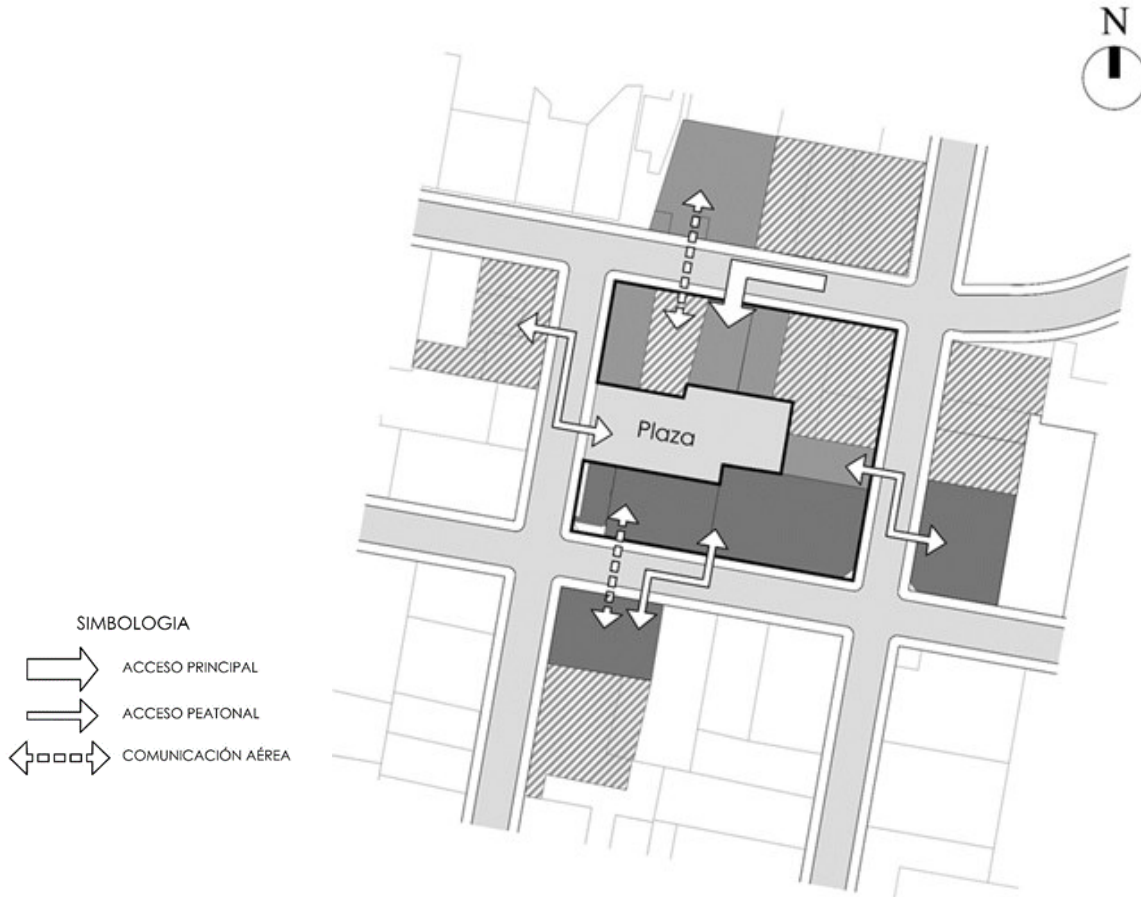 N
Plaza
SIMBOLOGIA
ACCESO PRINCIPAL
ACCESO PEATONAL
COMUNICACIÓN AÉREA